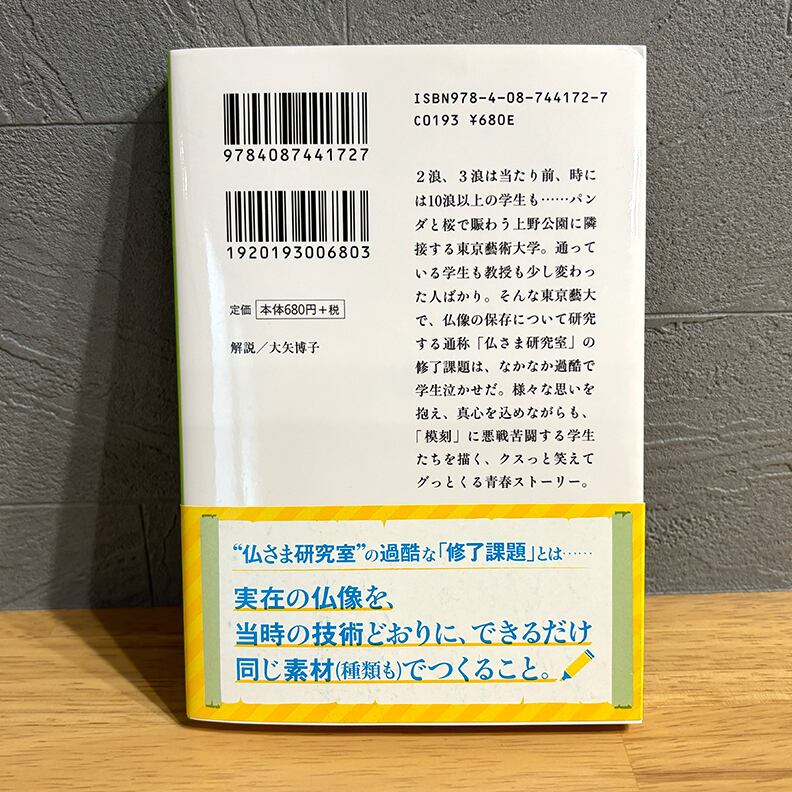 9784087441727
1920193006803
定価 本体680円+税
解説/大矢博子
ISBN978-4-08-744172-7
C0193 ¥680E
2浪、3浪は当たり前、時に
は10浪以上の学生も……パン
ダと桜で賑わう上野公園に隣
接する東京藝術大学。通って
いる学生も教授も少し変わっ
た人ばかり。そんな東京藝大
で、仏像の保存について研究
する通称「仏さま研究室」の
修了課題は、なかなか過酷で
学生泣かせだ。様々な思いを
抱え、真心を込めながらも、
「模刻」に悪戦苦闘する学生
たちを描く、クスっと笑えて
グっとくる青春ストーリー。
“仏さま研究室”の過酷な「修了課題」とは……
実在の仏像を、
当時の技術どおりに、できるだけ
同じ素材(種類も)でつくること。